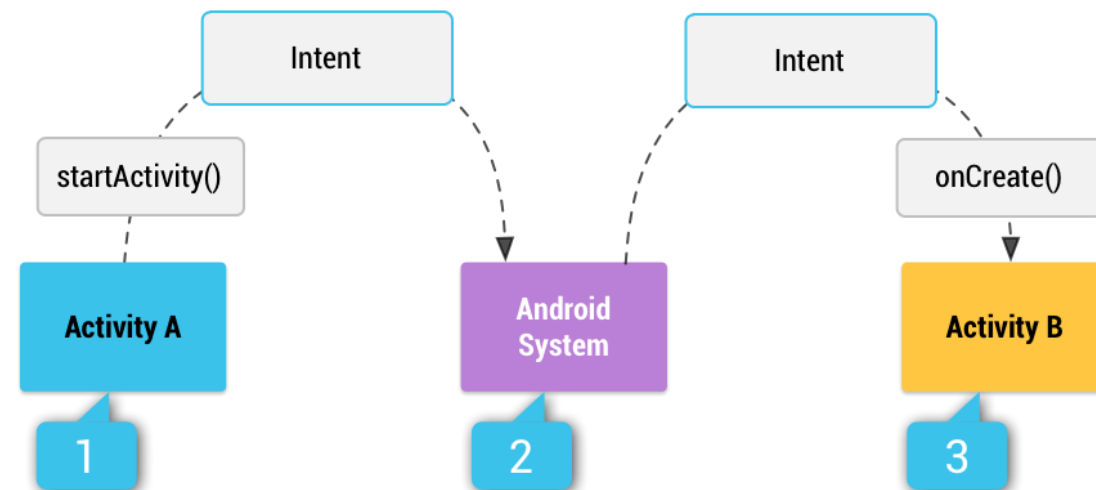 Intent
Intent
startActivity()
onCreate()
Activity A
Android
System
Activity B
1
2
3